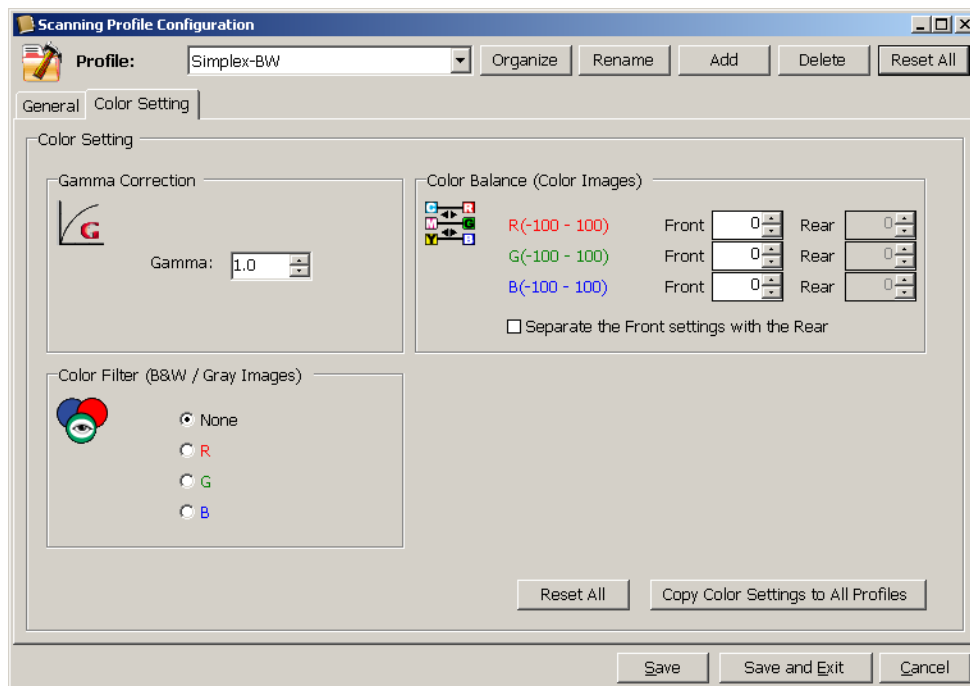 Scanning Profile Configuration
Profile: Simplex-BW Organize Rename Add Delete Reset All
General Color Setting
Color Setting
Gamma Correction
G
Gamma: 1.0
Color Balance (Color Images)
C R
M G
Y B
R(-100 - 100) Front 0 Rear 0
G(-100 - 100) Front 0 Rear 0
B(-100 - 100) Front 0 Rear 0
Separate the Front settings with the Rear
Color Filter (B&W / Gray Images)
None
R
G
B
Reset All Copy Color Settings to All Profiles
Save Save and Exit Cancel